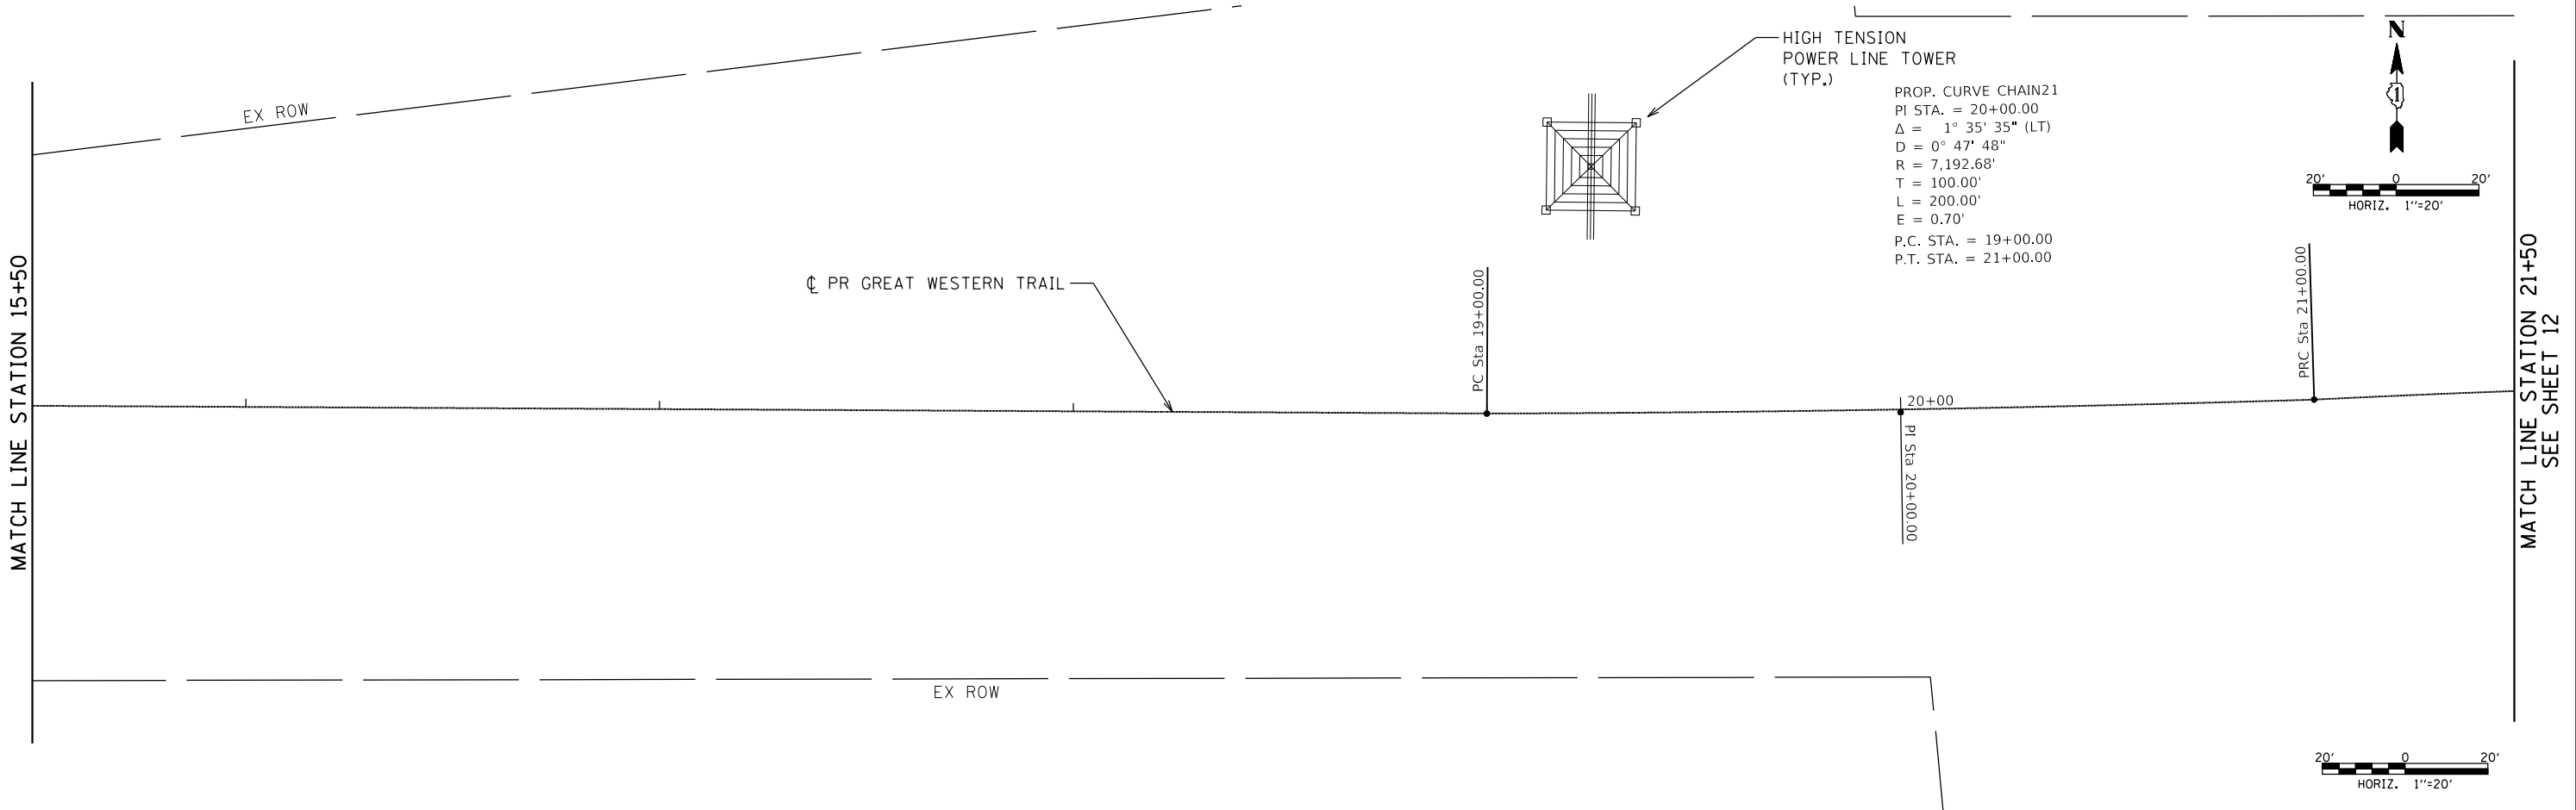 HIGH TENSION
POWER LINE TOWER
(TYP.)
N
1
EX ROW
PROP. CURVE CHAIN21
PI STA. = 20+00.00
Δ = 1° 35' 35" (LT)
D = 0° 47' 48"
R = 7,192.68'
T = 100.00'
L = 200.00'
E = 0.70'
P.C. STA. = 19+00.00
P.T. STA. = 21+00.00
20' 0 20'
HORIZ. 1''=20'
MATCH LINE STATION 15+50
℄ PR GREAT WESTERN TRAIL
PC Sta 19+00.00
20+00
PI Sta 20+00.00
PRC Sta 21+00.00
MATCH LINE STATION 21+50
SEE SHEET 12
EX ROW
20' 0 20'
HORIZ. 1''=20'